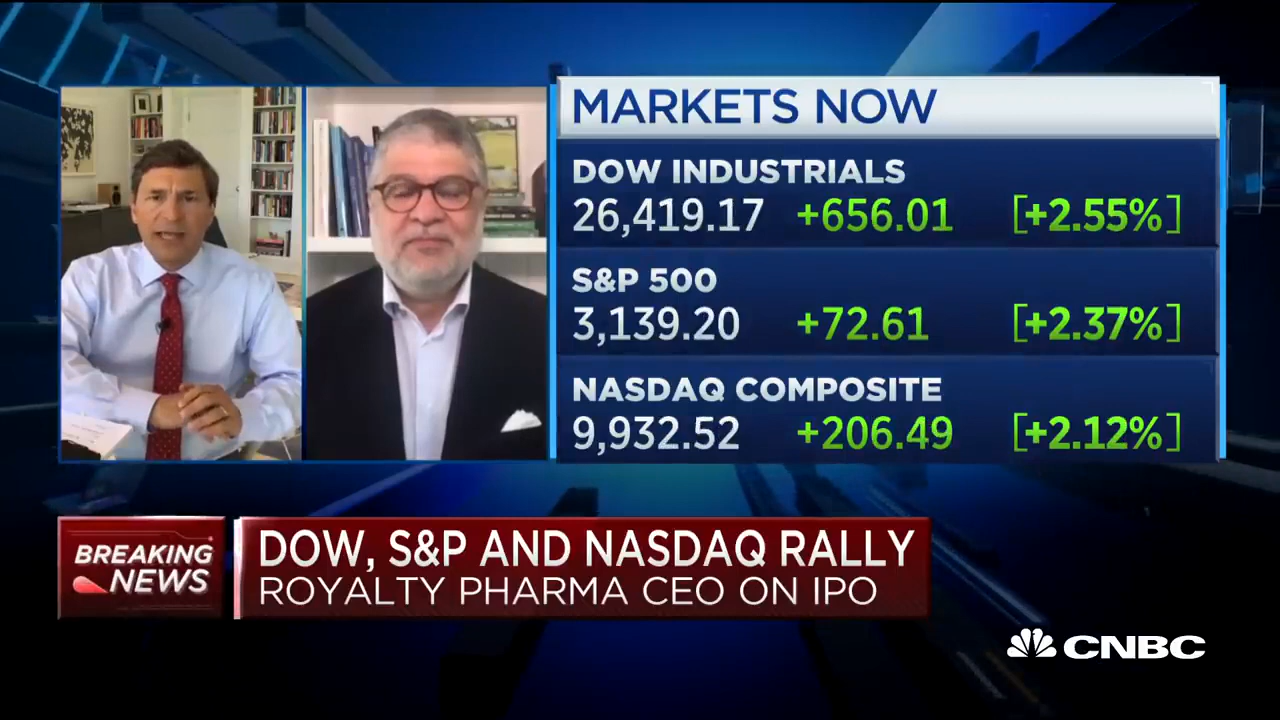 MARKETS NOW
DOW INDUSTRIALS
26,419.17 +656.01 [+2.55%]
S&P 500
3,139.20 +72.61 [+2.37%]
NASDAQ COMPOSITE
9,932.52 +206.49 [+2.12%]
BREAKING
NEWS
DOW, S&P AND NASDAQ RALLY
ROYALTY PHARMA CEO ON IPO
CNBC